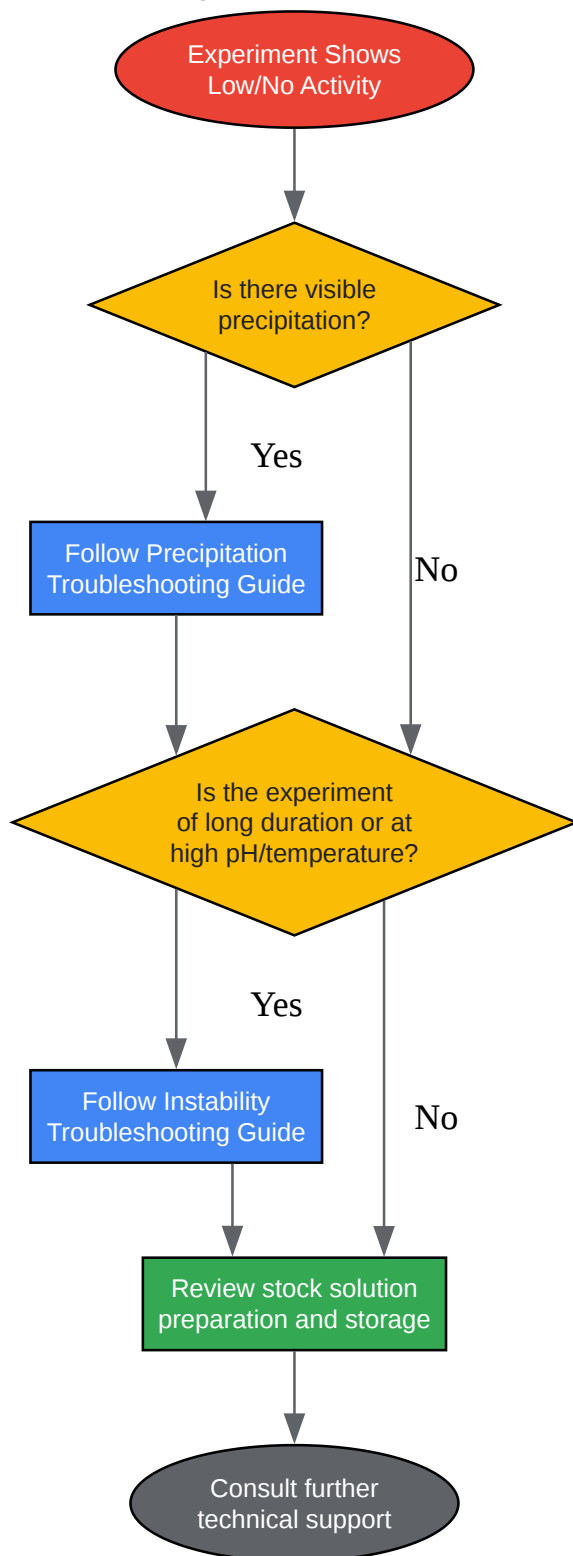 Experiment Shows
Low/No Activity
Is there visible
precipitation?
Yes
Follow Precipitation
Troubleshooting Guide
No
Is the experiment
of long duration or at
high pH/temperature?
Yes
Follow Instability
Troubleshooting Guide
No
Review stock solution
preparation and storage
Consult further
technical support